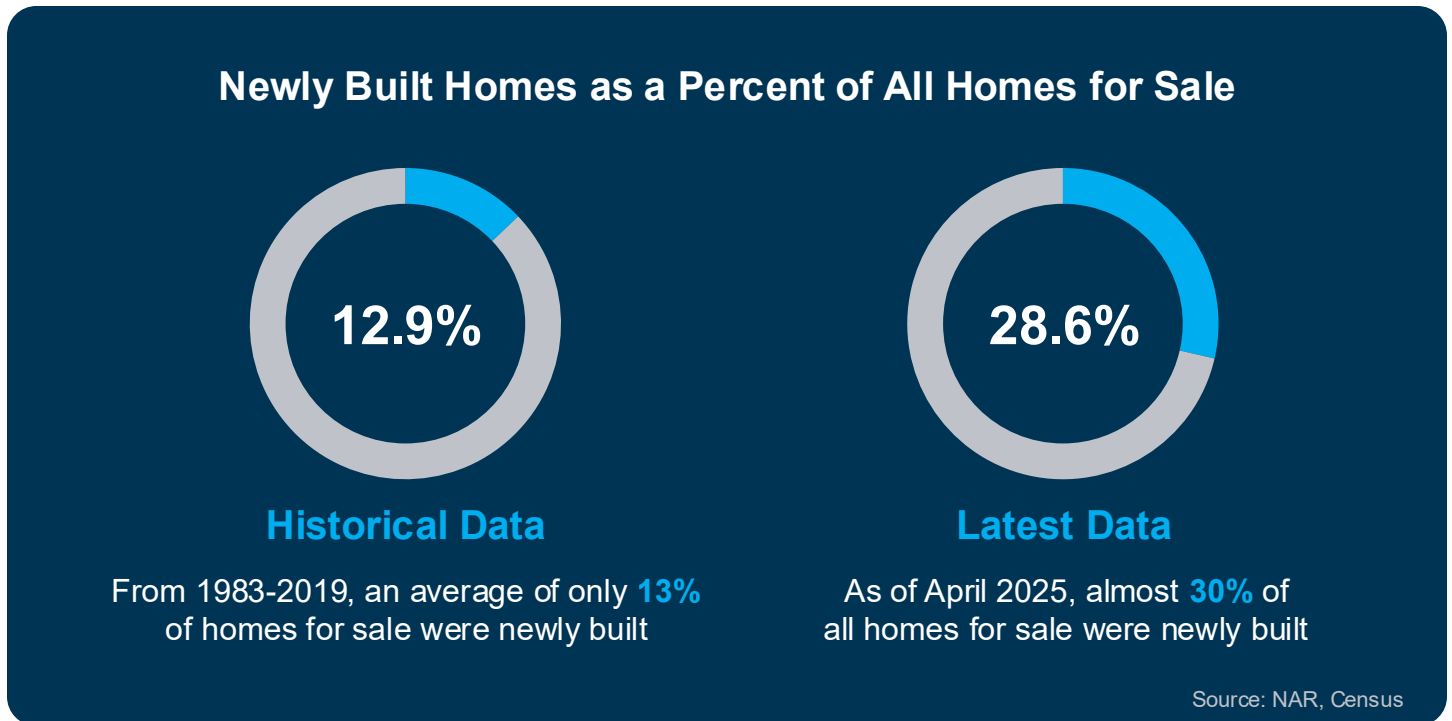 Newly Built Homes as a Percent of All Homes for Sale
12.9%
Historical Data
From 1983-2019, an average of only 13%
of homes for sale were newly built
28.6%
Latest Data
As of April 2025, almost 30% of
all homes for sale were newly built
Source: NAR, Census